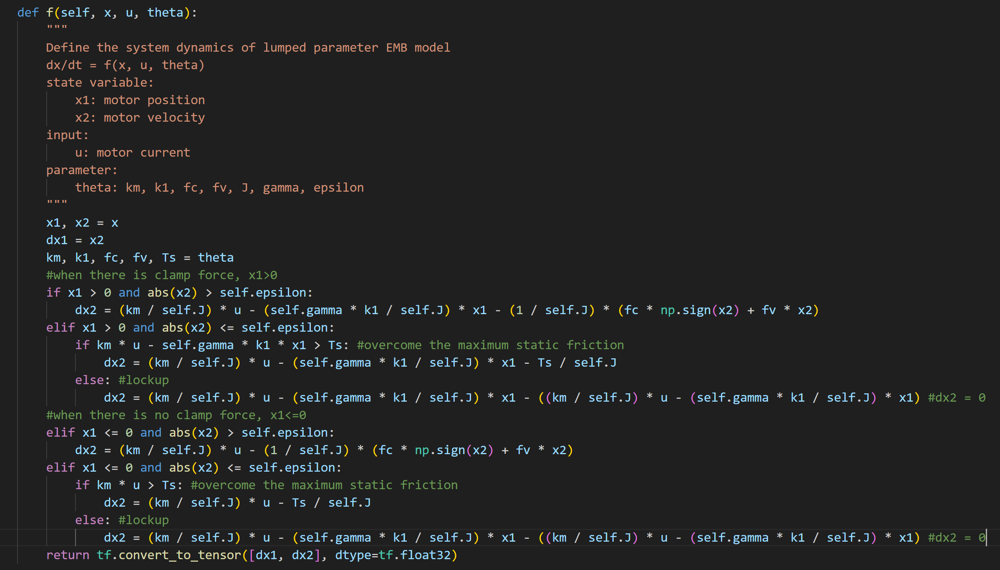 def f(self, x, u, theta):
    """
    Define the system dynamics of lumped parameter EMB model
    dx/dt = f(x, u, theta)
    state variable:
        x1: motor position
        x2: motor velocity
    input:
        u: motor current
    parameter:
        theta: km, k1, fc, fv, J, gamma, epsilon
    """
    x1, x2 = x
    dx1 = x2
    km, k1, fc, fv, Ts = theta
    #when there is clamp force, x1>0
    if x1 > 0 and abs(x2) > self.epsilon:
        dx2 = (km / self.J) * u - (self.gamma * k1 / self.J) * x1 - (1 / self.J) * (fc * np.sign(x2) + fv * x2)
    elif x1 > 0 and abs(x2) <= self.epsilon:
        if km * u - self.gamma * k1 * x1 > Ts: #overcome the maximum static friction
            dx2 = (km / self.J) * u - (self.gamma * k1 / self.J) * x1 - Ts / self.J
        else: #lockup
            dx2 = (km / self.J) * u - (self.gamma * k1 / self.J) * x1 - ((km / self.J) * u - (self.gamma * k1 / self.J) * x1) #dx2 = 0
    #when there is no clamp force, x1<=0
    elif x1 <= 0 and abs(x2) > self.epsilon:
        dx2 = (km / self.J) * u - (1 / self.J) * (fc * np.sign(x2) + fv * x2)
    elif x1 <= 0 and abs(x2) <= self.epsilon:
        if km * u > Ts: #overcome the maximum static friction
            dx2 = (km / self.J) * u - Ts / self.J
        else: #lockup
            dx2 = (km / self.J) * u - (self.gamma * k1 / self.J) * x1 - ((km / self.J) * u - (self.gamma * k1 / self.J) * x1) #dx2 = 0
    return tf.convert_to_tensor([dx1, dx2], dtype=tf.float32)